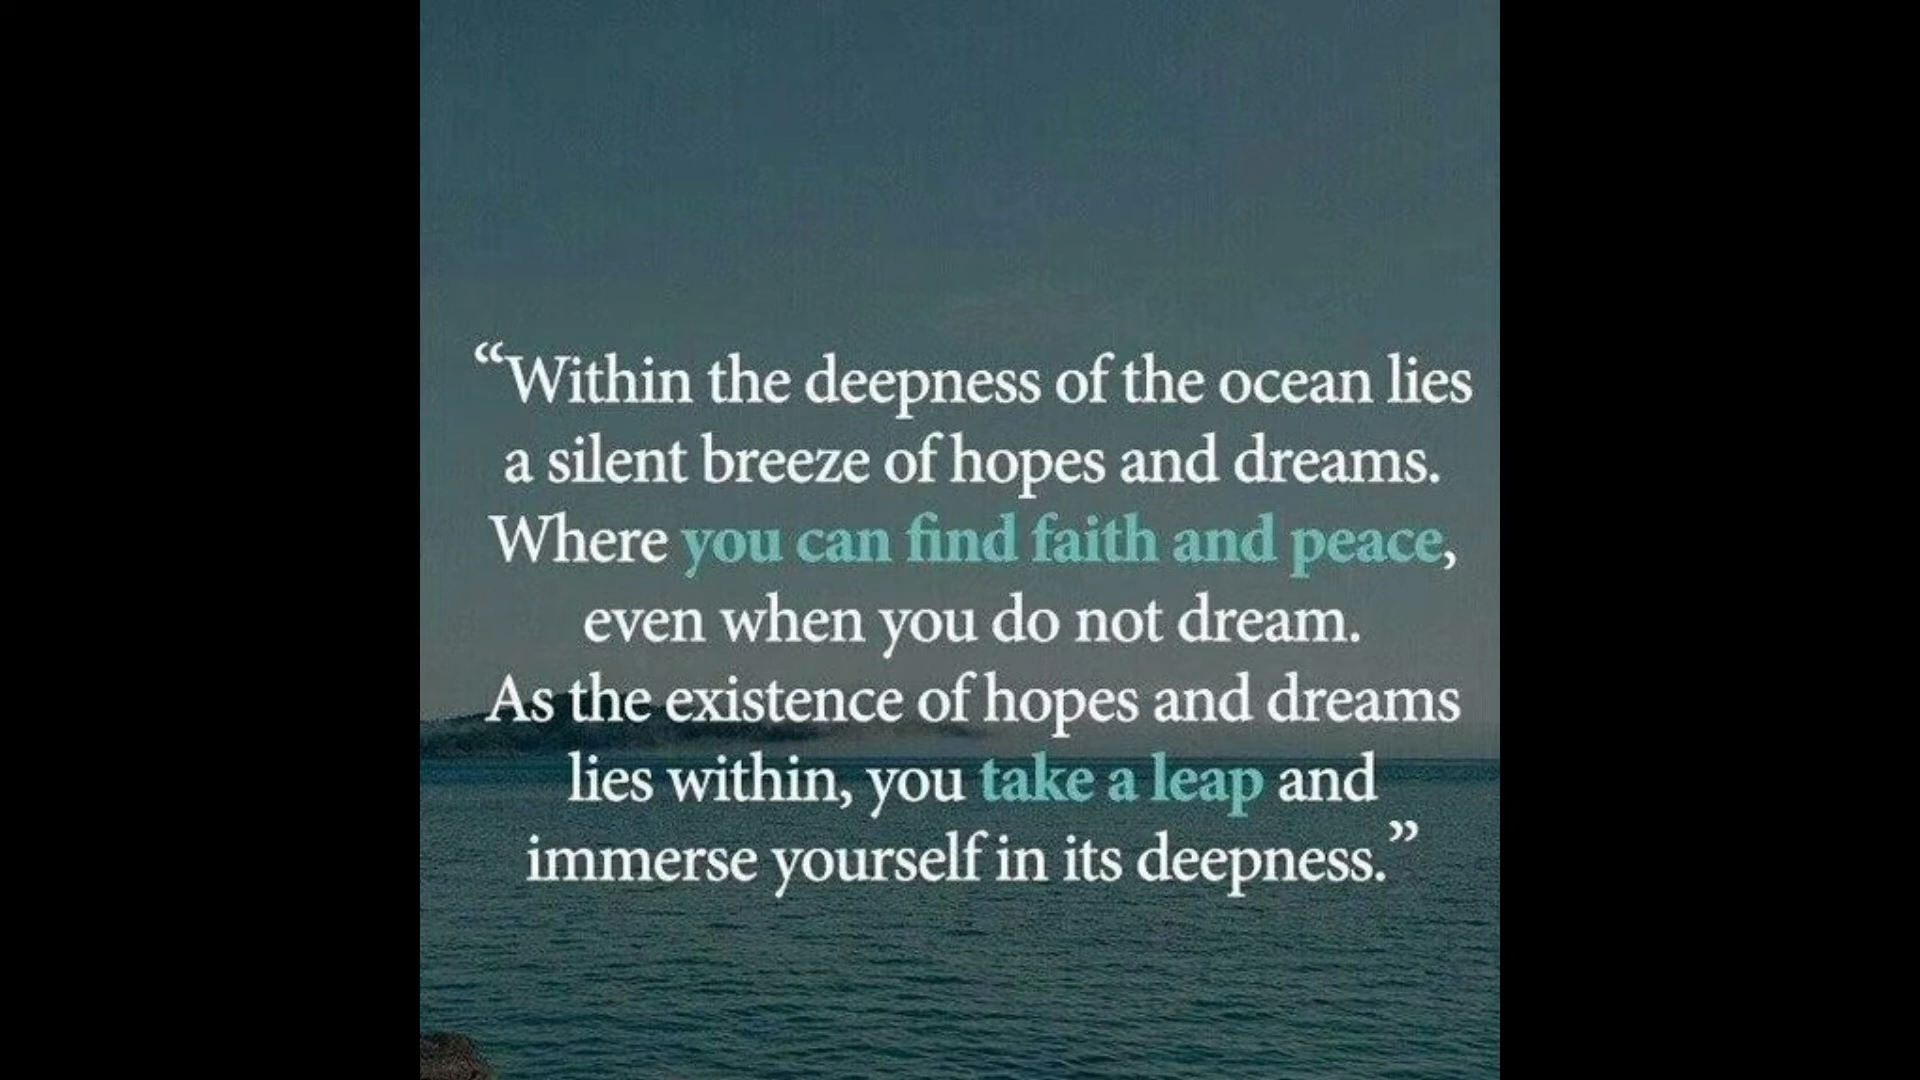 “Within the deepness of the ocean lies
a silent breeze of hopes and dreams.
Where you can find faith and peace,
even when you do not dream.
As the existence of hopes and dreams
lies within, you take a leap and
immerse yourself in its deepness.”